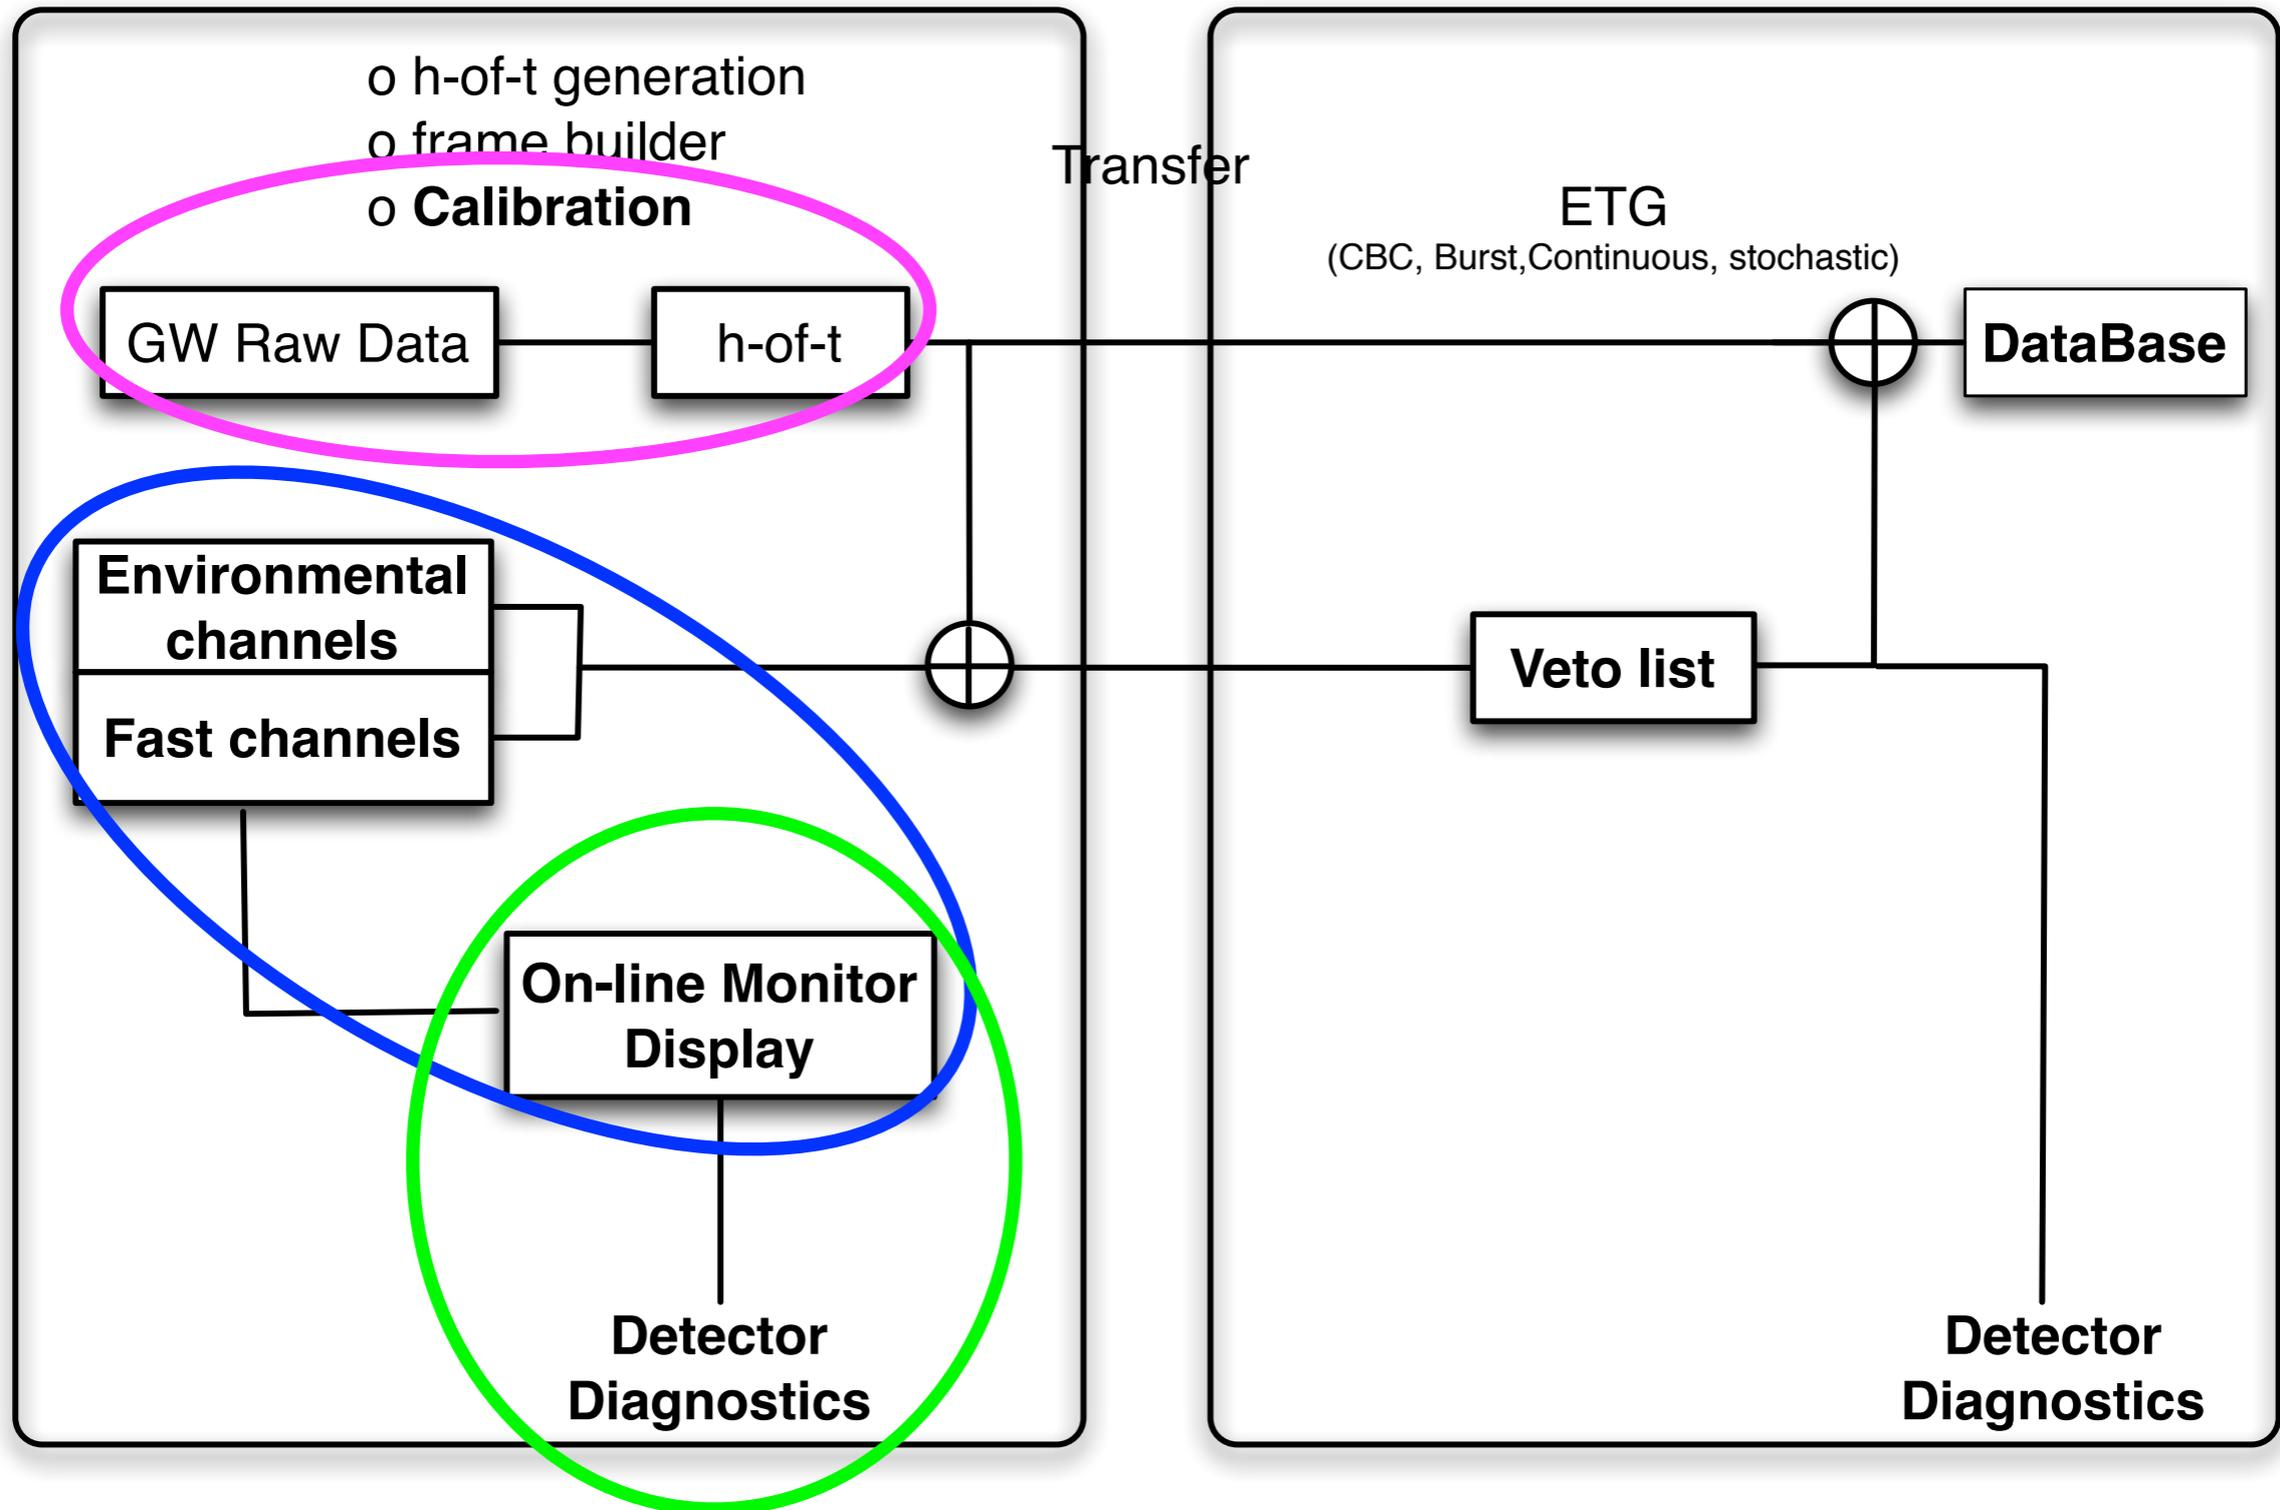 o h-of-t generation
o frame builder
o Calibration
Transfer
ETG
(CBC, Burst,Continuous, stochastic)
GW Raw Data
h-of-t
DataBase
Environmental
channels
Fast channels
Veto list
On-line Monitor
Display
Detector
Diagnostics
Detector
Diagnostics